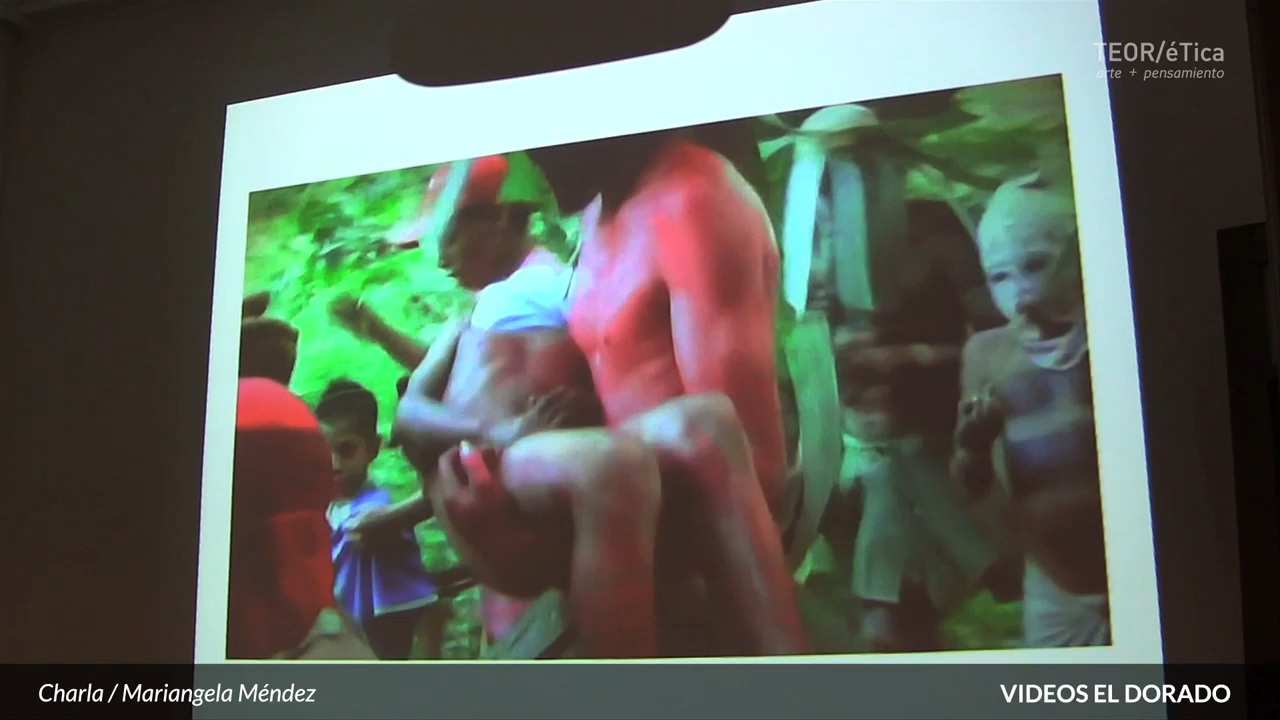 TEOR/éTica
arte + pensamiento
Charla / Mariangela Méndez
VIDEOS EL DORADO